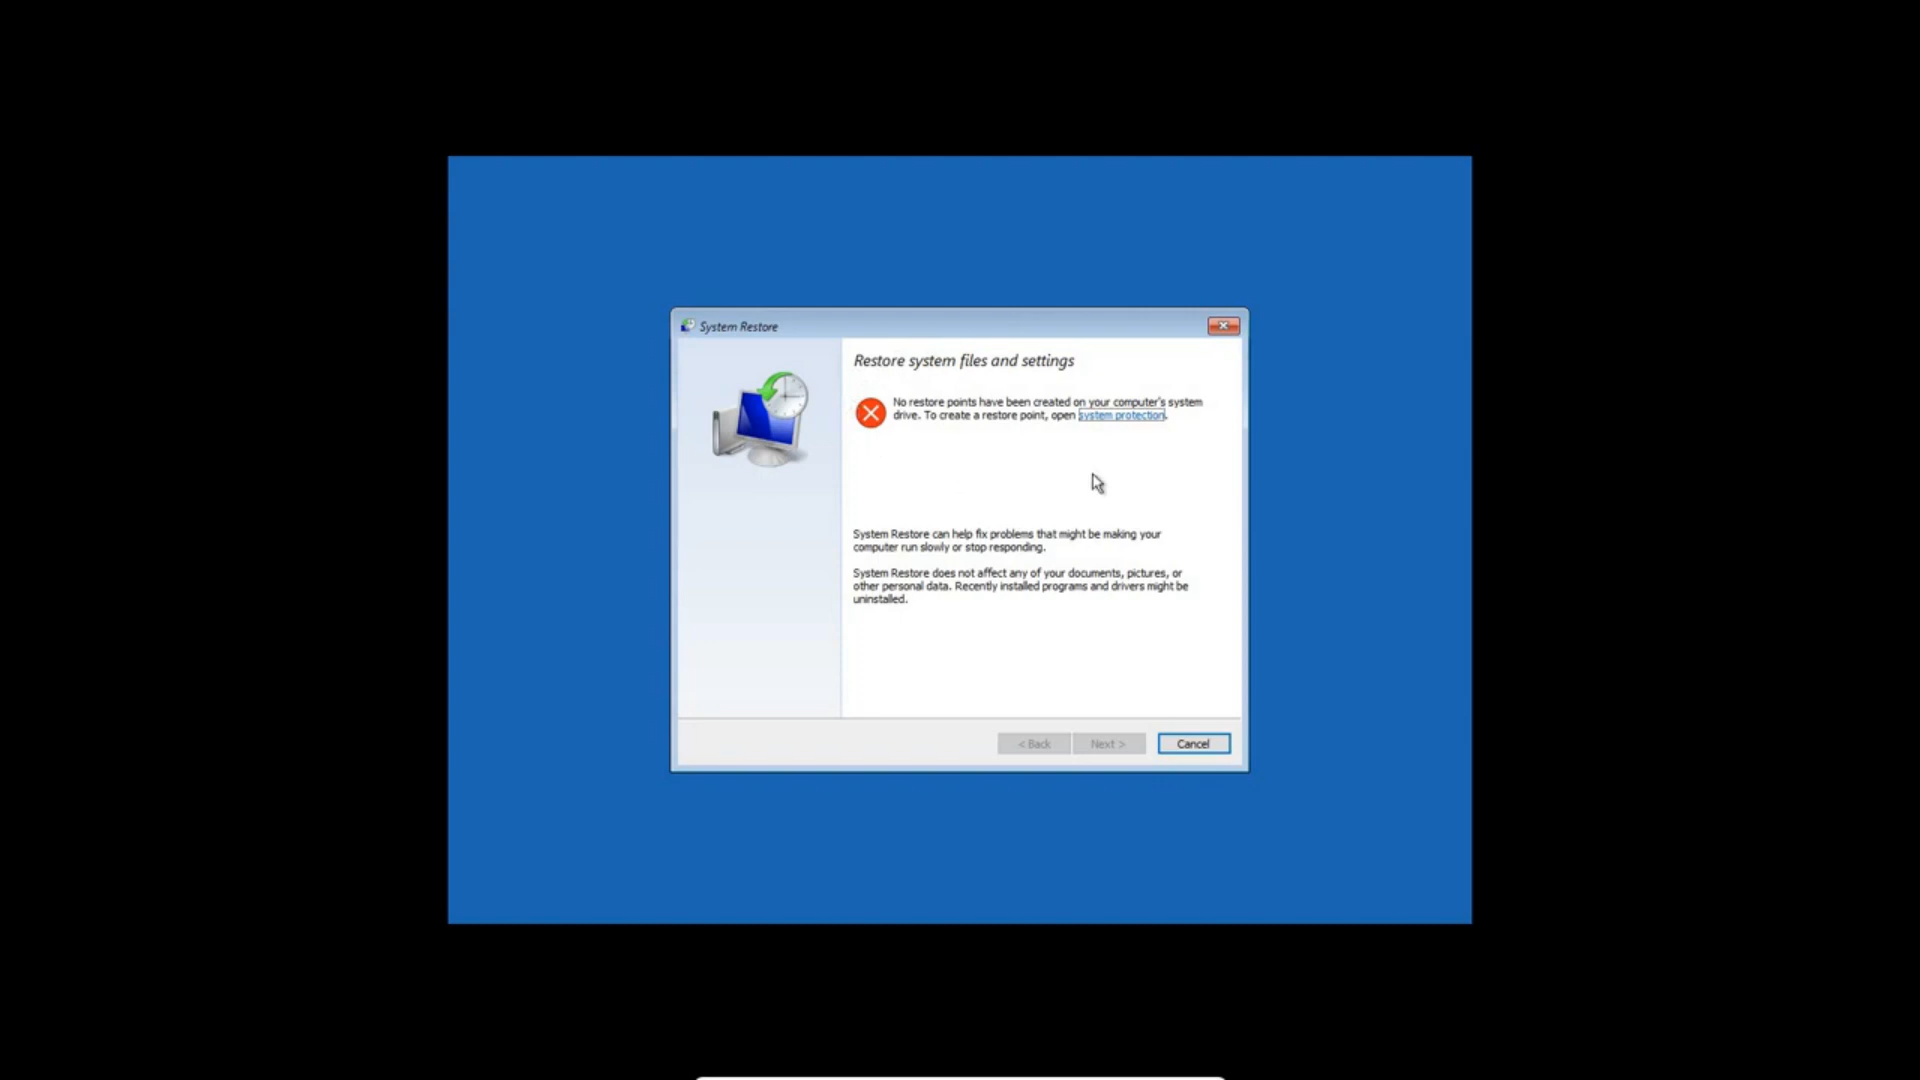 System Restore
Restore system files and settings
No restore points have been created on your computer's system
drive. To create a restore point, open system protection.
System Restore can help fix problems that might be making your
computer run slowly or stop responding.
System Restore does not affect any of your documents, pictures, or
other personal data. Recently installed programs and drivers might be
uninstalled.
< Back
Next >
Cancel